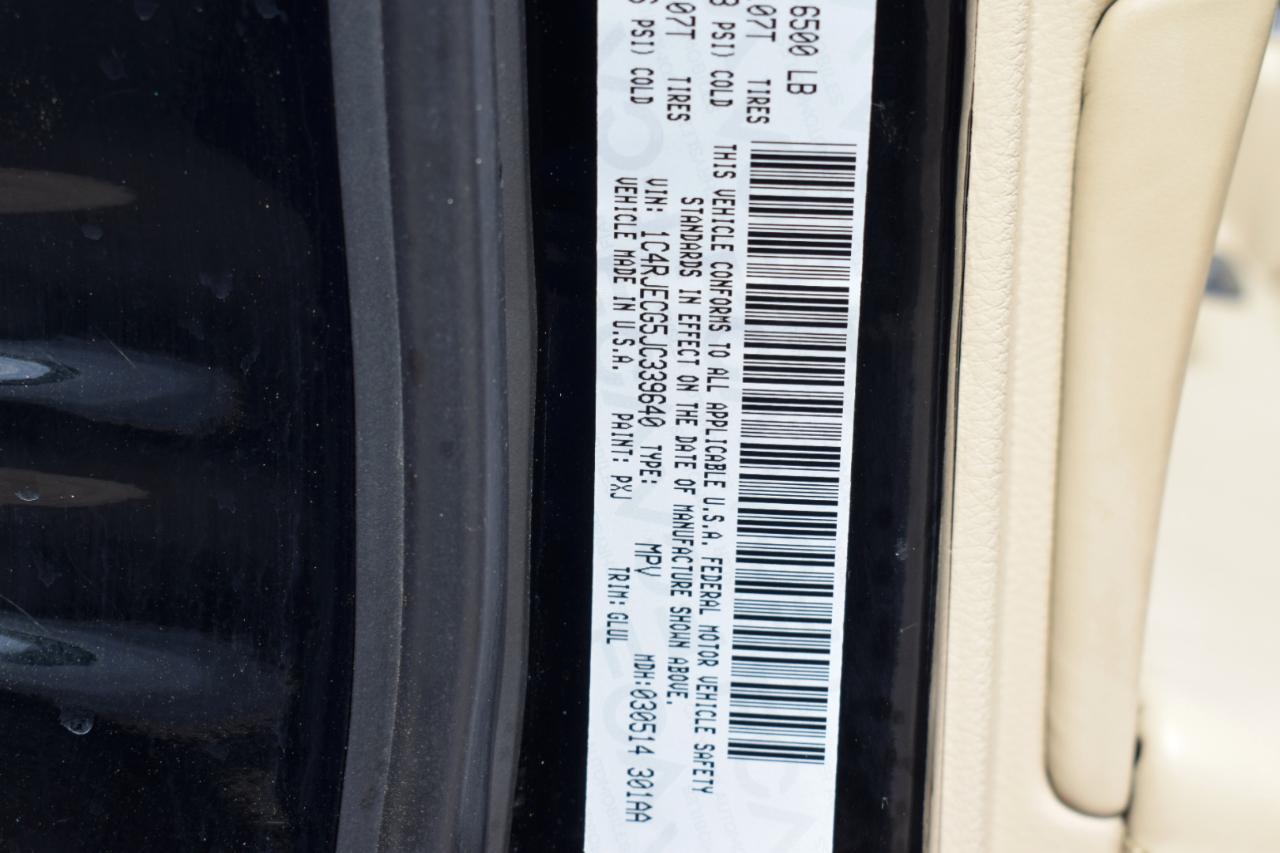 6500 LB
.07T TIRES
8 PSI) COLD
.07T TIRES
6 PSI) COLD
THIS VEHICLE CONFORMS TO ALL APPLICABLE U.S.A. FEDERAL MOTOR VEHICLE SAFETY
STANDARDS IN EFFECT ON THE DATE OF MANUFACTURE SHOWN ABOVE.
VIN: 1C4RJECG5JC339640 TYPE: MPV MDH:030514 301AA
VEHICLE MADE IN U.S.A. PAINT: PXJ TRIM: GLUL